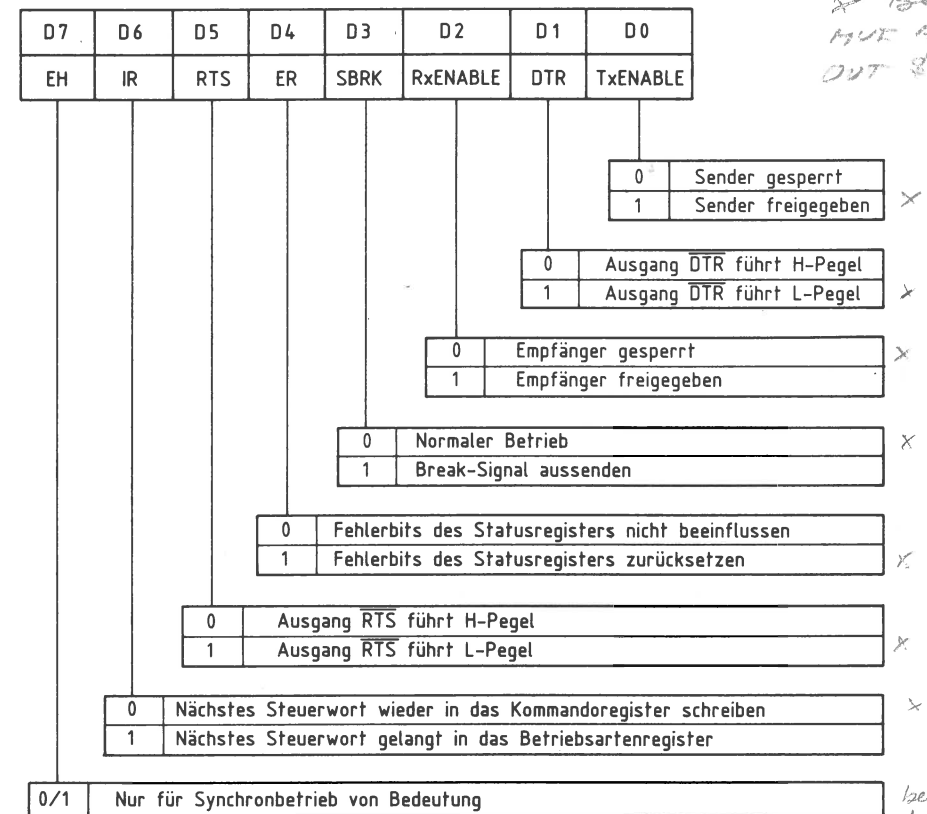 D7 D6 D5 D4 D3 D2 D1 D0
EH IR RTS ER SBRK RxENABLE DTR TxENABLE
OUT
0 Sender gesperrt
1 Sender freigegeben x
0 Ausgang D̅T̅R̅ führt H-Pegel
1 Ausgang D̅T̅R̅ führt L-Pegel x
0 Empfänger gesperrt x
1 Empfänger freigegeben
0 Normaler Betrieb x
1 Break-Signal aussenden
0 Fehlerbits des Statusregisters nicht beeinflussen
1 Fehlerbits des Statusregisters zurücksetzen x
0 Ausgang R̅T̅S̅ führt H-Pegel
1 Ausgang R̅T̅S̅ führt L-Pegel x
0 Nächstes Steuerwort wieder in das Kommandoregister schreiben x
1 Nächstes Steuerwort gelangt in das Betriebsartenregister
0/1 Nur für Synchronbetrieb von Bedeutung